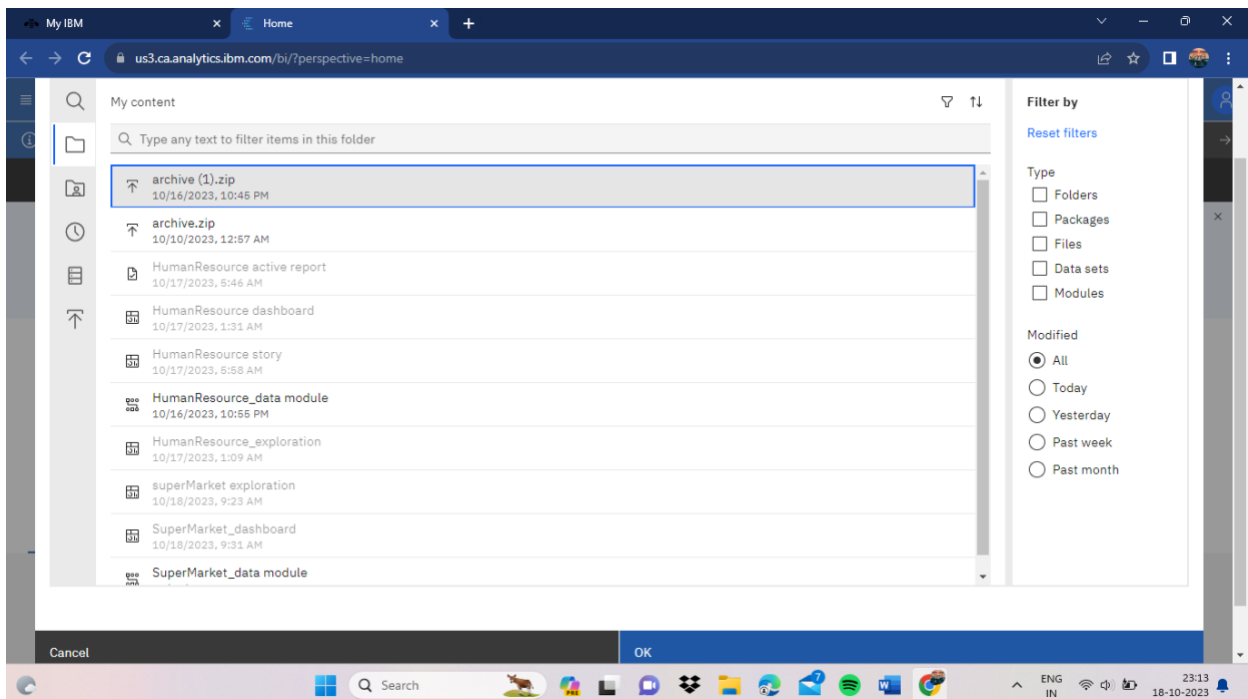 My IBM
Home
us3.ca.analytics.ibm.com/bi/?perspective=home
My content
Type any text to filter items in this folder
archive (1).zip
10/16/2023, 10:45 PM
archive.zip
10/10/2023, 12:57 AM
HumanResource active report
10/17/2023, 5:46 AM
HumanResource dashboard
10/17/2023, 1:31 AM
HumanResource story
10/17/2023, 5:58 AM
HumanResource_data module
10/16/2023, 10:55 PM
HumanResource_exploration
10/17/2023, 1:09 AM
superMarket exploration
10/18/2023, 9:23 AM
SuperMarket_dashboard
10/18/2023, 9:31 AM
SuperMarket_data module
Filter by
Reset filters
Type
Folders
Packages
Files
Data sets
Modules
Modified
All
Today
Yesterday
Past week
Past month
Cancel
OK
Search
PRE
7
ENG
IN
23:13
18-10-2023